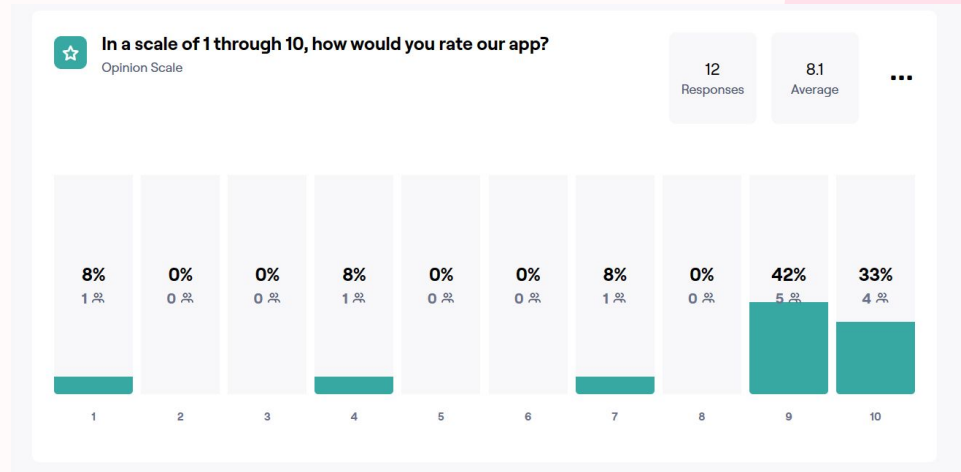 In a scale of 1 through 10, how would you rate our app?
Opinion Scale
12
Responses
8.1
Average
8% 0% 0% 8% 0% 0% 8% 0% 42% 33%
1 0 0 1 0 0 1 0 5 4
1 2 3 4 5 6 7 8 9 10